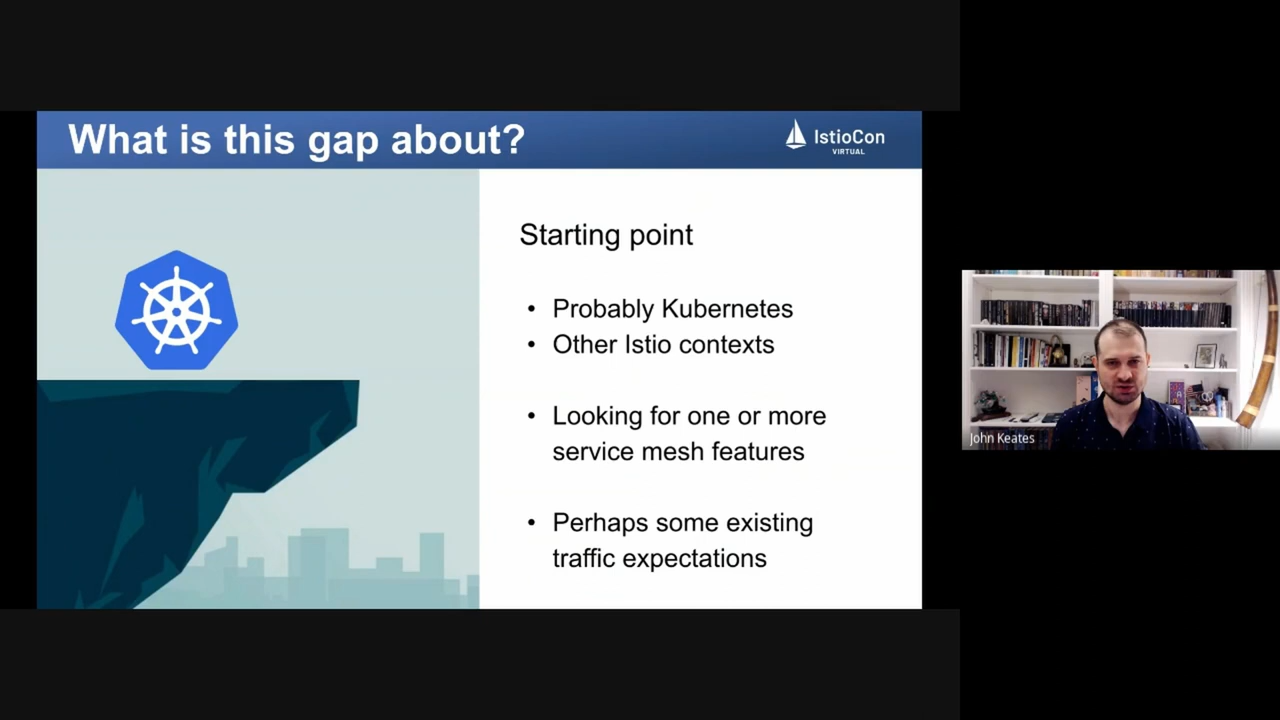 What is this gap about?
IstioCon
VIRTUAL
Starting point
• Probably Kubernetes
• Other Istio contexts
• Looking for one or more
service mesh features
• Perhaps some existing
traffic expectations
John Keates